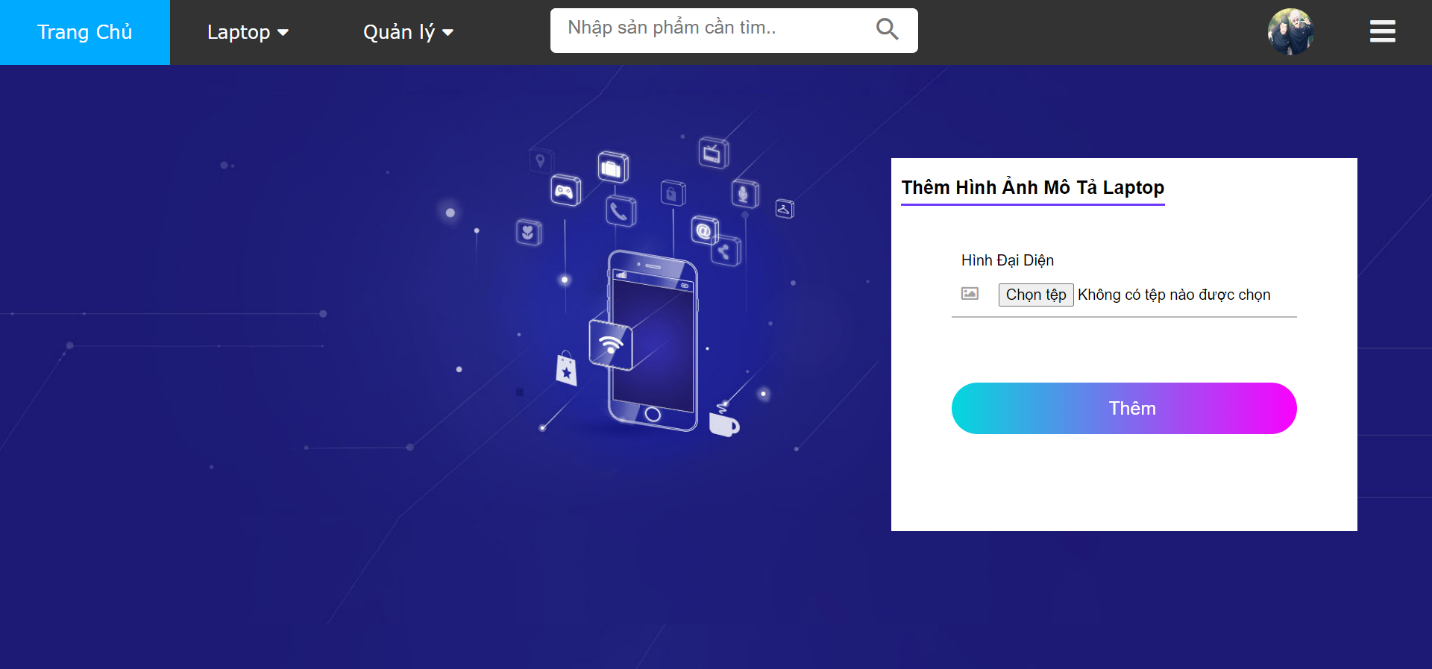 Trang Chủ Laptop Quản lý Nhập sản phẩm cần tìm..
Thêm Hình Ảnh Mô Tả Laptop
Hình Đại Diện
Chọn tệp Không có tệp nào được chọn
Thêm